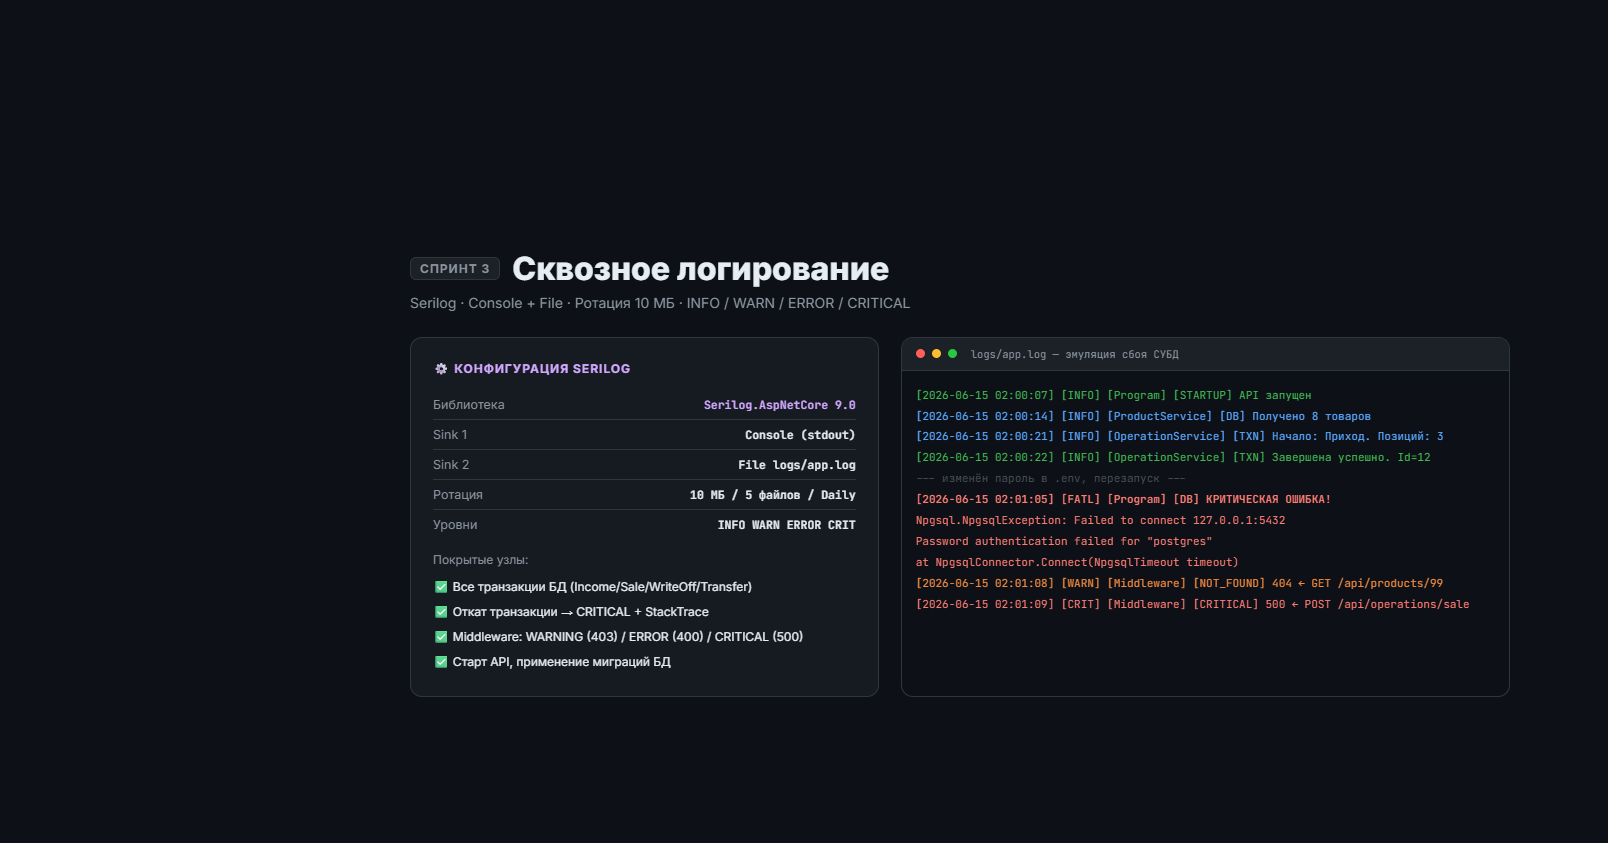 СПРИНТ 3 Сквозное логирование
Serilog · Console + File · Ротация 10 МБ · INFO / WARN / ERROR / CRITICAL
КОНФИГУРАЦИЯ SERILOG
Библиотека Serilog.AspNetCore 9.0
Sink 1 Console (stdout)
Sink 2 File logs/app.log
Ротация 10 МБ / 5 файлов / Daily
Уровни INFO WARN ERROR CRIT
Покрытые узлы:
✅ Все транзакции БД (Income/Sale/WriteOff/Transfer)
✅ Откат транзакции → CRITICAL + StackTrace
✅ Middleware: WARNING (403) / ERROR (400) / CRITICAL (500)
✅ Старт API, применение миграций БД
logs/app.log — эмуляция сбоя СУБД
[2026-06-15 02:00:07] [INFO] [Program] [STARTUP] API запущен
[2026-06-15 02:00:14] [INFO] [ProductService] [DB] Получено 8 товаров
[2026-06-15 02:00:21] [INFO] [OperationService] [TXN] Начало: Приход. Позиций: 3
[2026-06-15 02:00:22] [INFO] [OperationService] [TXN] Завершена успешно. Id=12
--- изменён пароль в .env, перезапуск ---
[2026-06-15 02:01:05] [FATL] [Program] [DB] КРИТИЧЕСКАЯ ОШИБКА!
Npgsql.NpgsqlException: Failed to connect 127.0.0.1:5432
Password authentication failed for "postgres"
at NpgsqlConnector.Connect(NpgsqlTimeout timeout)
[2026-06-15 02:01:08] [WARN] [Middleware] [NOT_FOUND] 404 ← GET /api/products/99
[2026-06-15 02:01:09] [CRIT] [Middleware] [CRITICAL] 500 ← POST /api/operations/sale